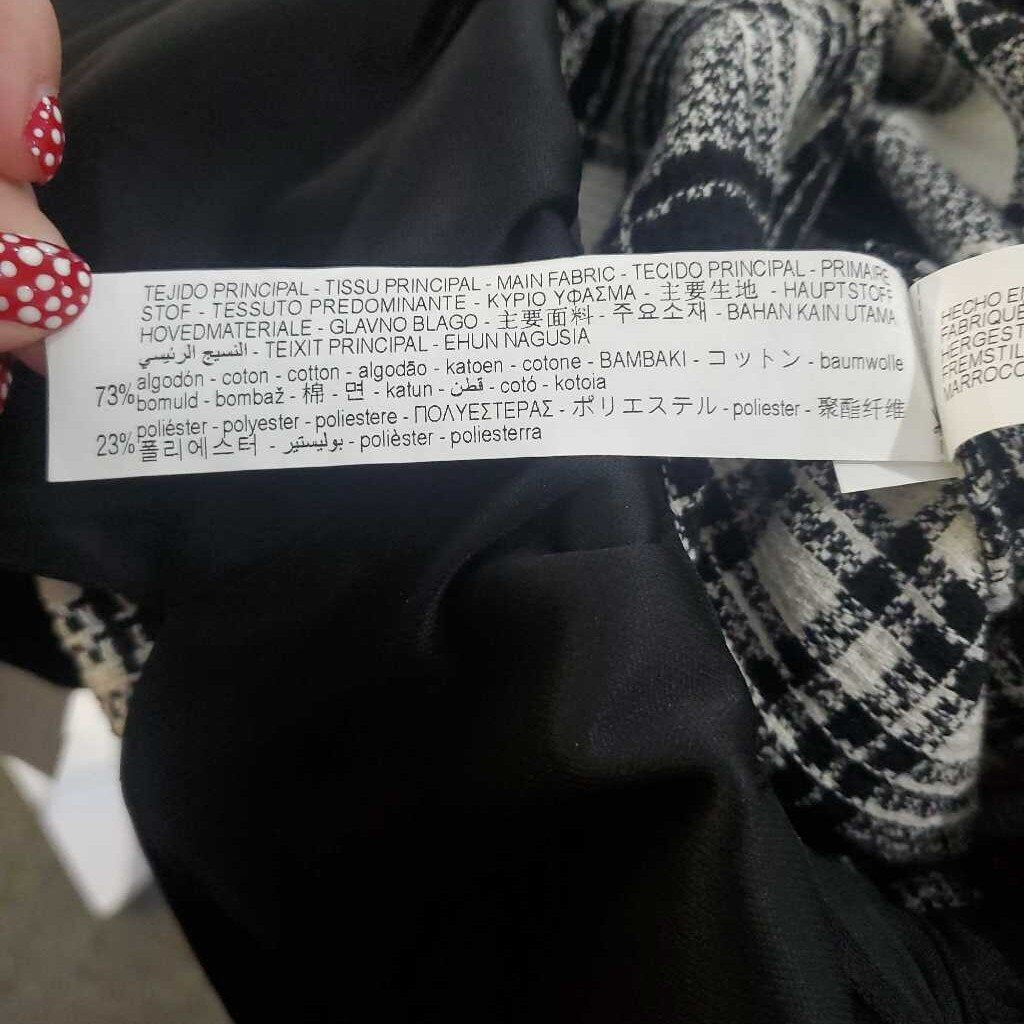 TEJIDO PRINCIPAL - TISSU PRINCIPAL - MAIN FABRIC - TECIDO PRINCIPAL - PRIMAIRE
STOF - TESSUTO PREDOMINANTE - ΚΥΡΙΟ ΥΦΑΣΜΑ - 主要生地 - HAUPTSTOFF
HOVEDMATERIALE - GLAVNO BLAGO - 主要面料 - 주요소재 - BAHAN KAIN UTAMA
النسيج الرئيسي - TEIXIT PRINCIPAL - EHUN NAGUSIA
73% algodón - coton - cotton - algodão - katoen - cotone - BAMBAKI - コットン - baumwolle
bomuld - bombaž - 棉 - 면 - katun - قطن - cotó - kotoia
23% poliéster - polyester - poliestere - ΠΟΛΥΕΣΤΕΡΑΣ - ポリエステル - poliester - 聚酯纤维
폴리에스터 - بوليستير - polièster - poliesterra
HECHO
FABRIQUE
HERGEST
FREMSTIL
MARROCO